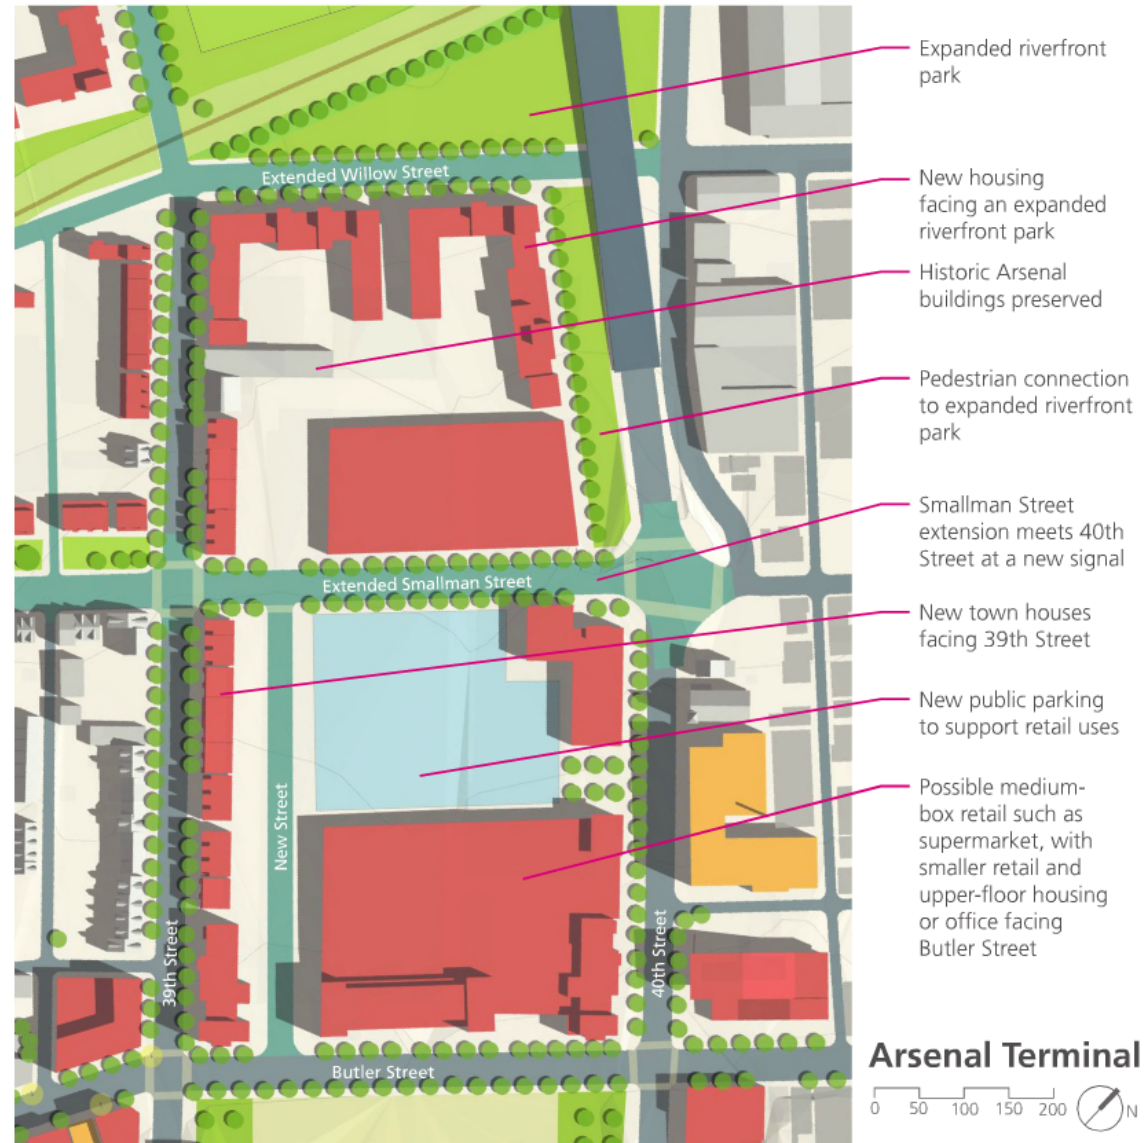 Expanded riverfront
park
Extended Willow Street
New housing
facing an expanded
riverfront park
Historic Arsenal
buildings preserved
Pedestrian connection
to expanded riverfront
park
Smallman Street
extension meets 40th
Street at a new signal
Extended Smallman Street
New town houses
facing 39th Street
New public parking
to support retail uses
New Street
Possible medium-
box retail such as
supermarket, with
smaller retail and
upper-floor housing
or office facing
Butler Street
39th Street
40th Street
Butler Street
Arsenal Terminal
0 50 100 150 200
N